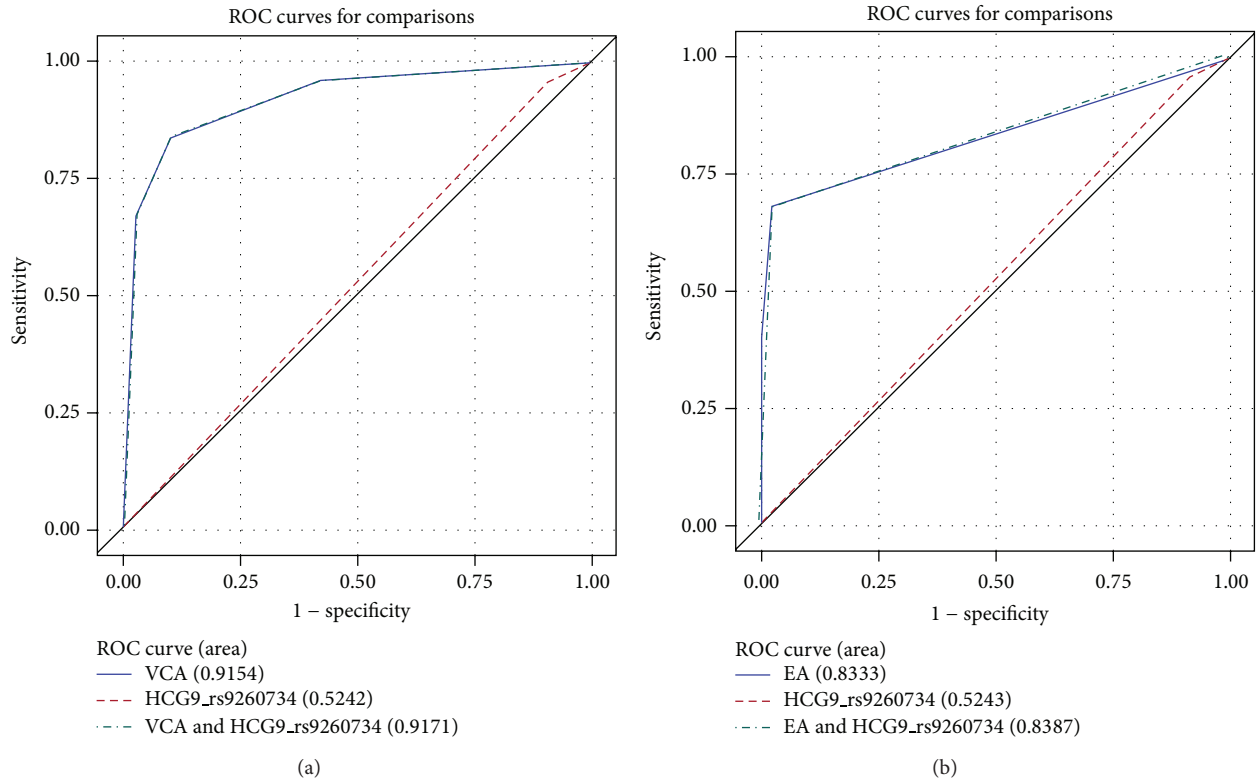 ROC curves for comparisons
1.00
0.75
0.50
0.25
0.00
Sensitivity
0.00 0.25 0.50 0.75 1.00
1 − specificity
ROC curve (area)
VCA (0.9154)
HCG9_rs9260734 (0.5242)
VCA and HCG9_rs9260734 (0.9171)
(a)
ROC curves for comparisons
1.00
0.75
0.50
0.25
0.00
Sensitivity
0.00 0.25 0.50 0.75 1.00
1 − specificity
ROC curve (area)
EA (0.8333)
HCG9_rs9260734 (0.5243)
EA and HCG9_rs9260734 (0.8387)
(b)